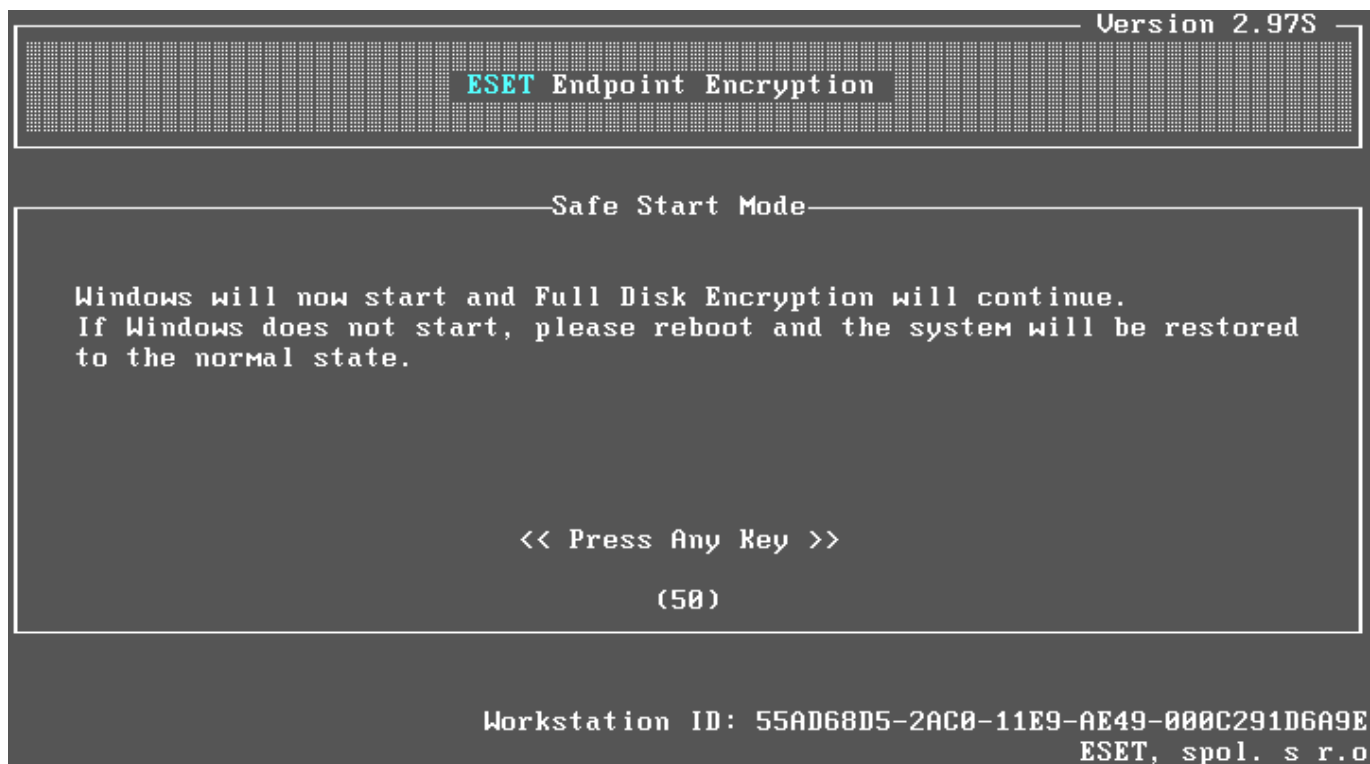 Version 2.97S
ESET Endpoint Encryption
Safe Start Mode
Windows will now start and Full Disk Encryption will continue.
If Windows does not start, please reboot and the system will be restored
to the normal state.
<< Press Any Key >>
(50)
Workstation ID: 55AD68D5-2AC0-11E9-AE49-000C291D6A9E
ESET, spol. s r.o